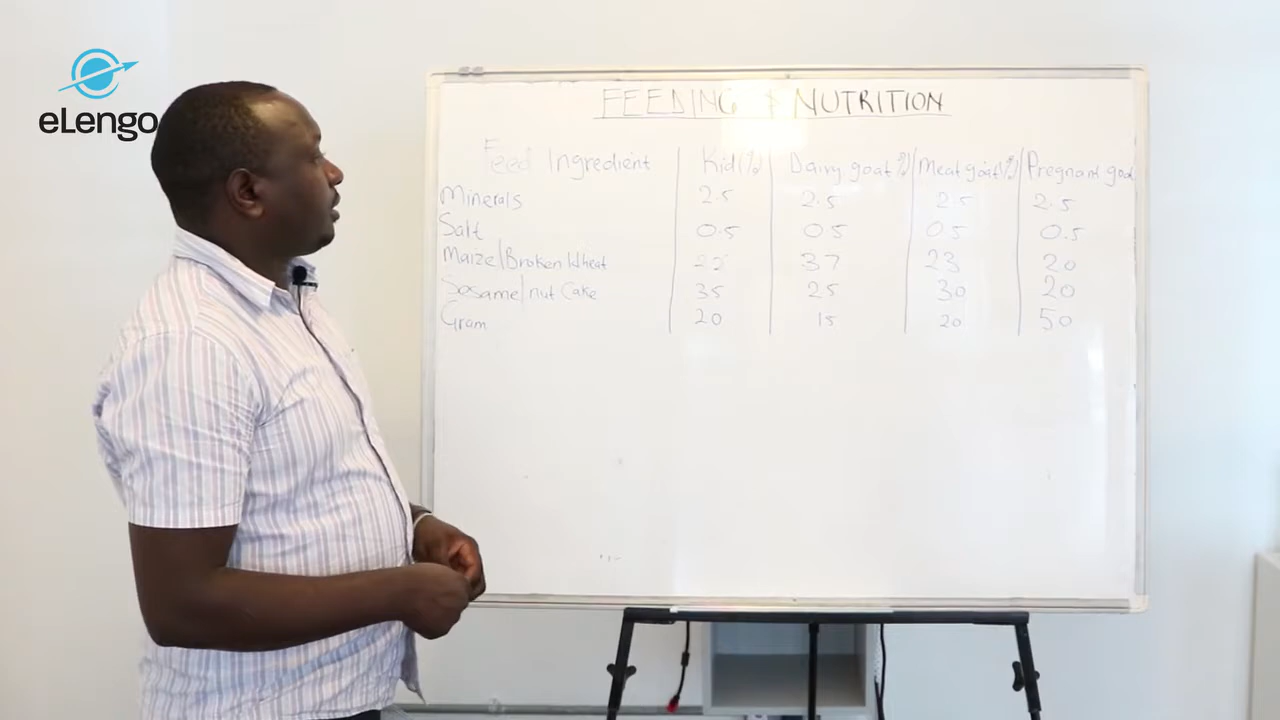 eLengo
FEEDING & NUTRITION
Feed Ingredient Kid(%) Dairy goat %) Meat goat %) Pregnant goa
Minerals 2.5 2.5 2.5 2.5
Salt 0.5 0.5 0.5 0.5
Maize/Broken Wheat 22 37 23 20
Sesame/nut Cake 35 25 30 20
Gram 20 15 20 50